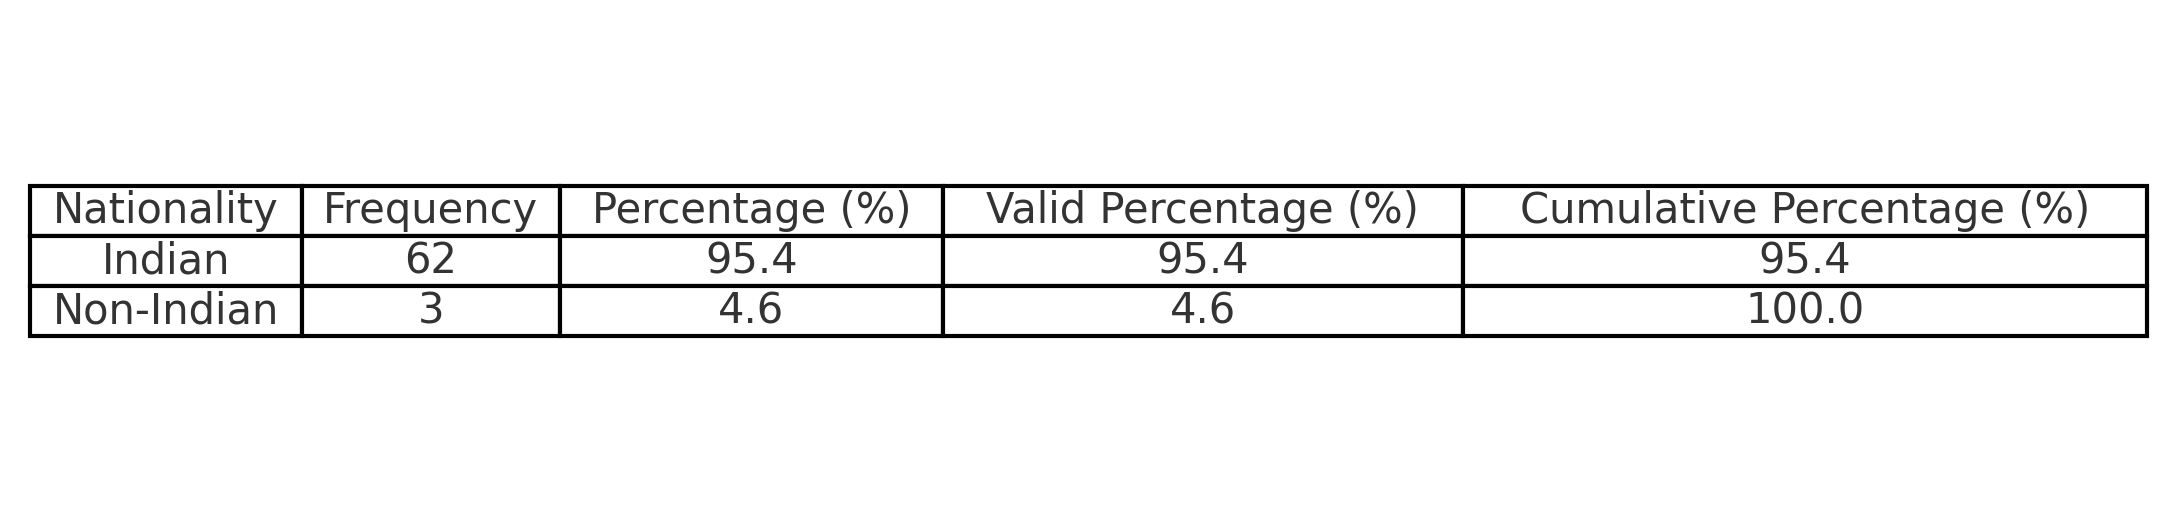 Nationality Frequency Percentage (%) Valid Percentage (%) Cumulative Percentage (%)
Indian 62 95.4 95.4 95.4
Non-Indian 3 4.6 4.6 100.0